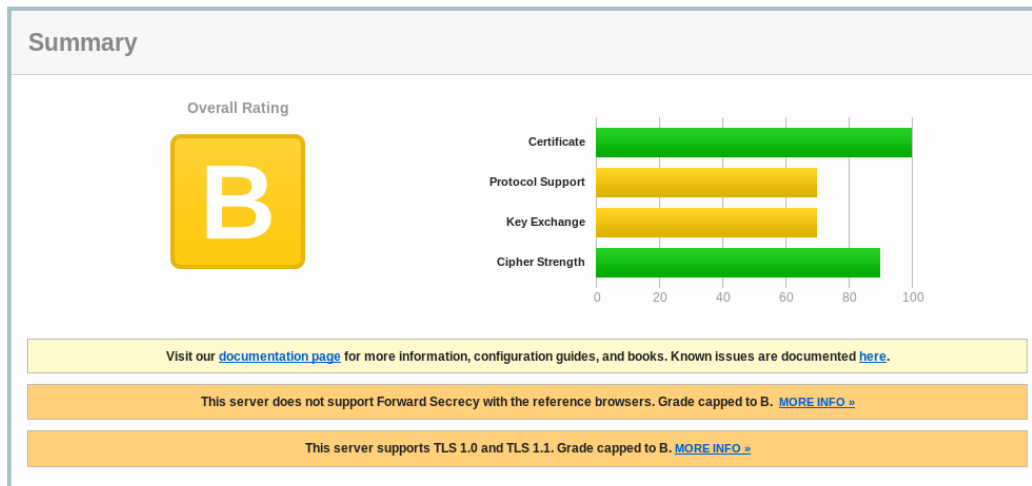 Summary
Overall Rating
B
Certificate
Protocol Support
Key Exchange
Cipher Strength
0 20 40 60 80 100
Visit our documentation page for more information, configuration guides, and books. Known issues are documented here.
This server does not support Forward Secrecy with the reference browsers. Grade capped to B. MORE INFO »
This server supports TLS 1.0 and TLS 1.1. Grade capped to B. MORE INFO »